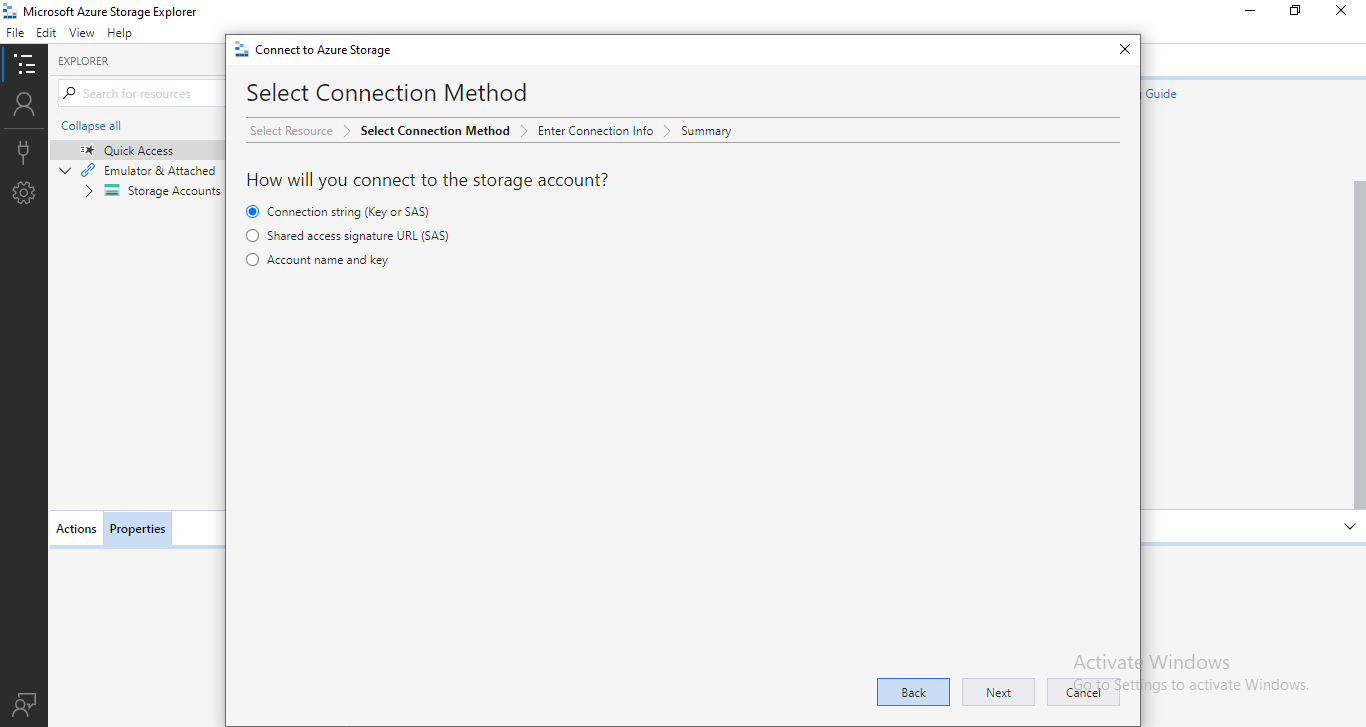 Microsoft Azure Storage Explorer
File Edit View Help
EXPLORER
Search for resources
Collapse all
Quick Access
Emulator & Attached
Storage Accounts
Actions Properties
Connect to Azure Storage
Select Connection Method
Select Resource Select Connection Method Enter Connection Info Summary
How will you connect to the storage account?
Connection string (Key or SAS)
Shared access signature URL (SAS)
Account name and key
Back Next Cancel
Guide
Activate Windows
Go to Settings to activate Windows.